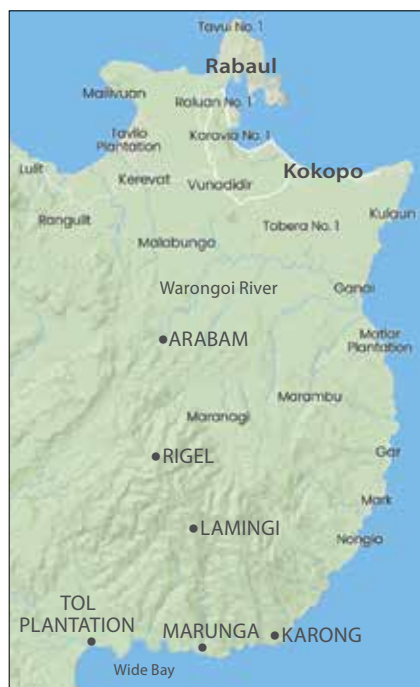 Tavui No. 1
Rabaul
Malilvuan
Raluan No. 1
Tavilo
Plantation
Karavia No. 1
Kokopo
Lulit
Kerevat
Vunadidir
Rangulit
Tabera No. 1
Kulaun
Malabunga
Warongoi River
Ganai
ARABAM
Matlar
Plantation
Marambu
Maranagi
RIGEL
Gar
Mark
LAMINGI
Nongia
TOL
PLANTATION
MARUNGA
KARONG
Wide Bay